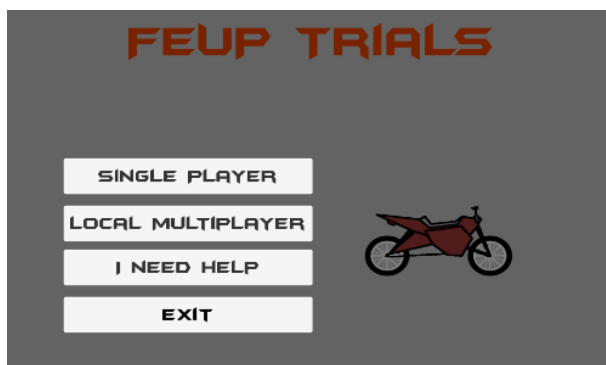 FEUP TRIALS
SINGLE PLAYER
LOCAL MULTIPLAYER
I NEED HELP
EXIT